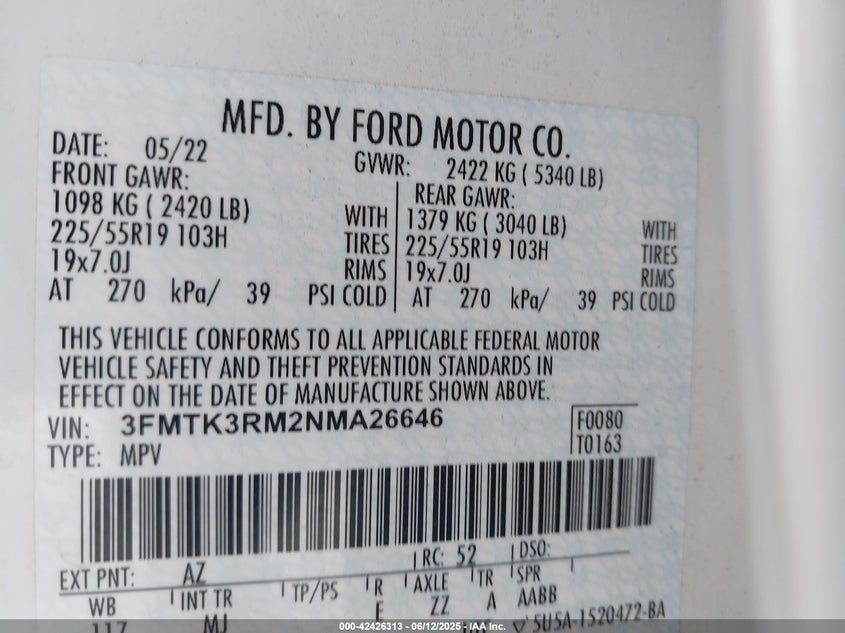 MFD. BY FORD MOTOR CO.
DATE: 05/22
GVWR: 2422 KG ( 5340 LB)
FRONT GAWR:
REAR GAWR:
1098 KG ( 2420 LB) WITH
1379 KG ( 3040 LB) WITH
225/55R19 103H TIRES
225/55R19 103H TIRES
19x7.0J RIMS
19x7.0J RIMS
AT 270 kPa/ 39 PSI COLD
AT 270 kPa/ 39 PSI COLD
THIS VEHICLE CONFORMS TO ALL APPLICABLE FEDERAL MOTOR
VEHICLE SAFETY AND THEFT PREVENTION STANDARDS IN
EFFECT ON THE DATE OF MANUFACTURE SHOWN ABOVE.
VIN: 3FMTK3RM2NMA26646
F0080
TYPE: MPV
T0163
EXT PNT: AZ
RC: 52 DSO:
WB INT TR TP/PS R AXLE TR SPR
117 MJ E ZZ A AABB
5U5A-1520472-BA
000-42426313 - 06/12/2025 - IAA Inc.